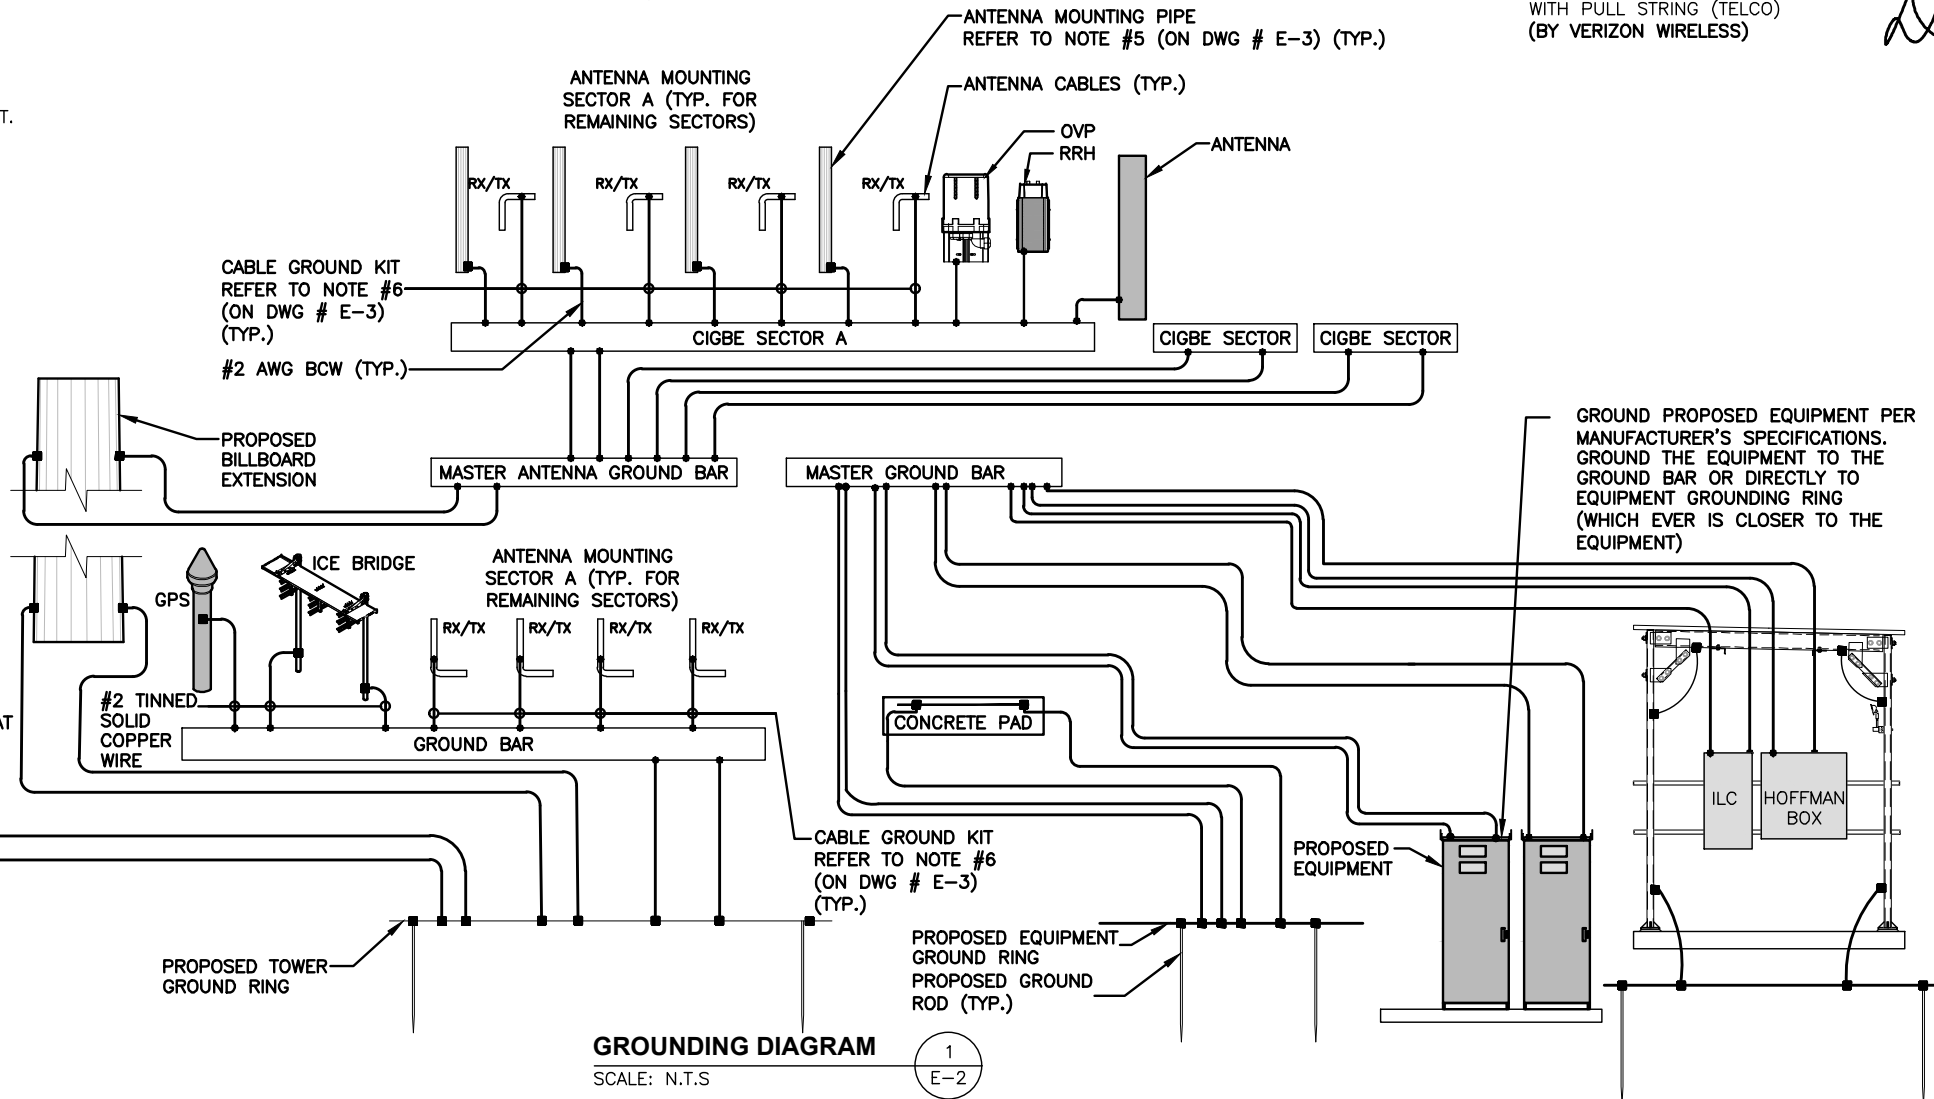 WITH PULL STRING (TELCO)
(BY VERIZON WIRELESS)
ANTENNA MOUNTING PIPE
REFER TO NOTE #5 (ON DWG # E-3) (TYP.)
ANTENNA MOUNTING
SECTOR A (TYP. FOR
REMAINING SECTORS)
ANTENNA CABLES (TYP.)
T.
OVP
RRH
ANTENNA
RX/TX
RX/TX
RX/TX
RX/TX
CABLE GROUND KIT
REFER TO NOTE #6
(ON DWG # E-3)
(TYP.)
#2 AWG BCW (TYP.)
CIGBE SECTOR A
CIGBE SECTOR
CIGBE SECTOR
PROPOSED
BILLBOARD
EXTENSION
MASTER ANTENNA GROUND BAR
MASTER GROUND BAR
GROUND PROPOSED EQUIPMENT PER
MANUFACTURER'S SPECIFICATIONS.
GROUND THE EQUIPMENT TO THE
GROUND BAR OR DIRECTLY TO
EQUIPMENT GROUNDING RING
(WHICH EVER IS CLOSER TO THE
EQUIPMENT)
GPS
ICE BRIDGE
ANTENNA MOUNTING
SECTOR A (TYP. FOR
REMAINING SECTORS)
RX/TX
RX/TX
RX/TX
RX/TX
#2 TINNED
SOLID
COPPER
WIRE
AT
GROUND BAR
CONCRETE PAD
ILC
HOFFMAN
BOX
CABLE GROUND KIT
REFER TO NOTE #6
(ON DWG # E-3)
(TYP.)
PROPOSED
EQUIPMENT
PROPOSED TOWER
GROUND RING
PROPOSED EQUIPMENT
GROUND RING
PROPOSED GROUND
ROD (TYP.)
GROUNDING DIAGRAM
SCALE: N.T.S
1
E-2